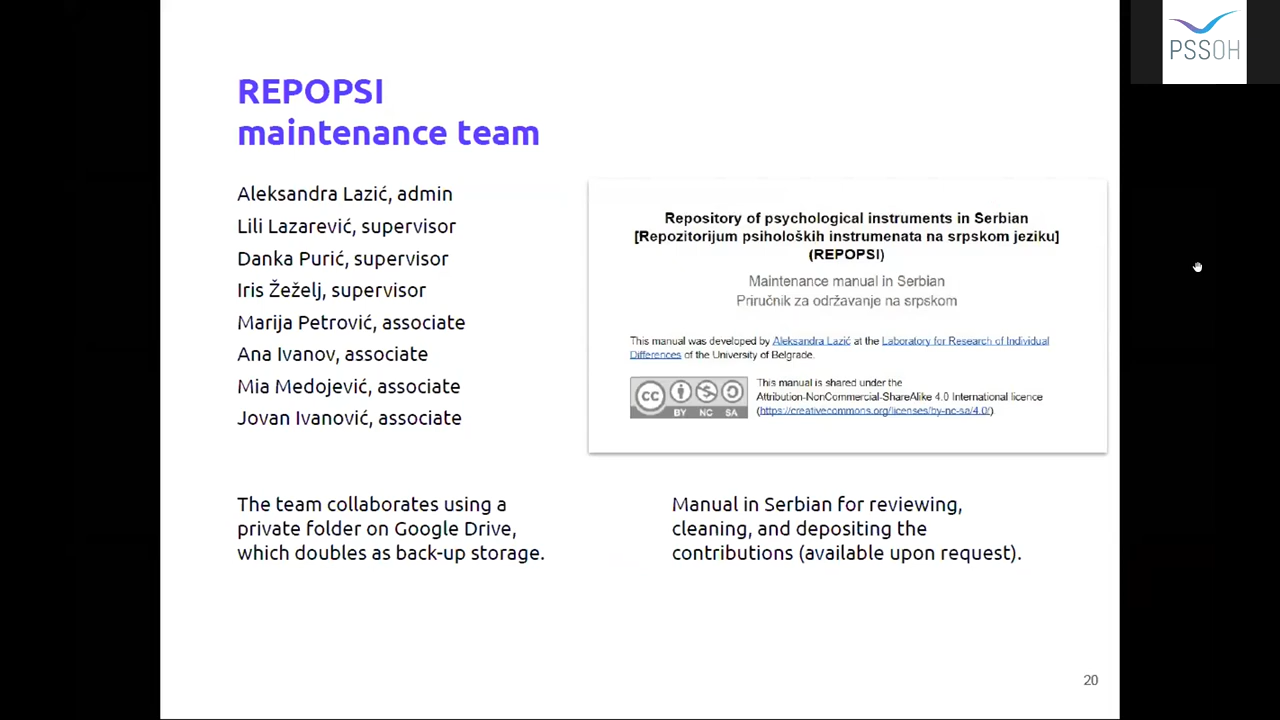 PSSOH
REPOPSI
maintenance team
Aleksandra Lazić, admin
Lili Lazarević, supervisor
Danka Purić, supervisor
Iris Žeželj, supervisor
Marija Petrović, associate
Ana Ivanov, associate
Mia Medojević, associate
Jovan Ivanović, associate
Repository of psychological instruments in Serbian
[Repozitorijum psiholoških instrumenata na srpskom jeziku]
(REPOPSI)
Maintenance manual in Serbian
Priručnik za održavanje na srpskom
This manual was developed by Aleksandra Lazić at the Laboratory for Research of Individual
Differences of the University of Belgrade.
CC BY NC SA
This manual is shared under the
Attribution-NonCommercial-ShareAlike 4.0 International licence
(https://creativecommons.org/licenses/by-nc-sa/4.0/)
The team collaborates using a
private folder on Google Drive,
which doubles as back-up storage.
Manual in Serbian for reviewing,
cleaning, and depositing the
contributions (available upon request).
20